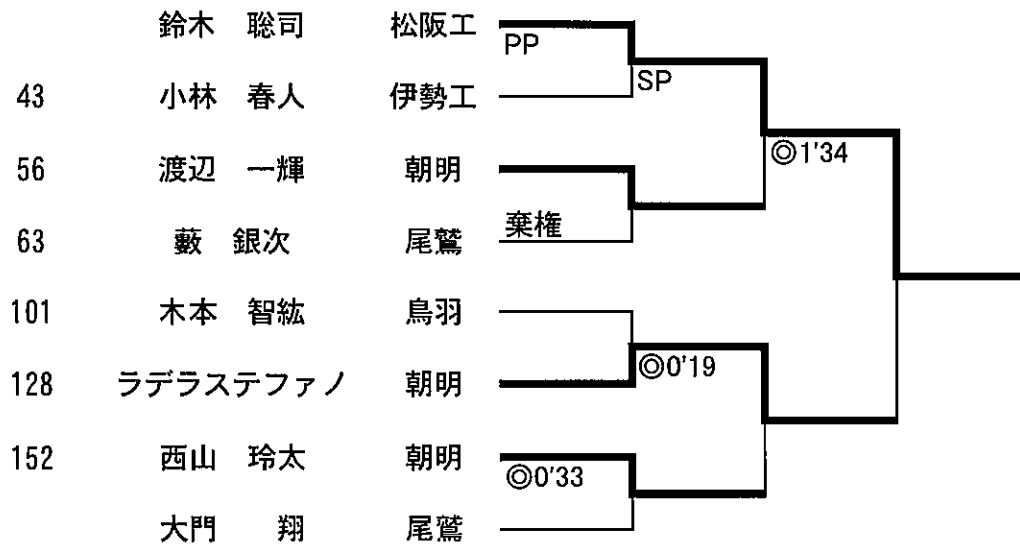 鈴木 聡司 松阪工
PP
SP
43 小林 春人 伊勢工
◎1'34
56 渡辺 一輝 朝明
棄権
63 藪 銀次 尾鷲
101 木本 智紘 鳥羽
◎0'19
128 ラデラステファノ 朝明
152 西山 玲太 朝明
◎0'33
大門 翔 尾鷲